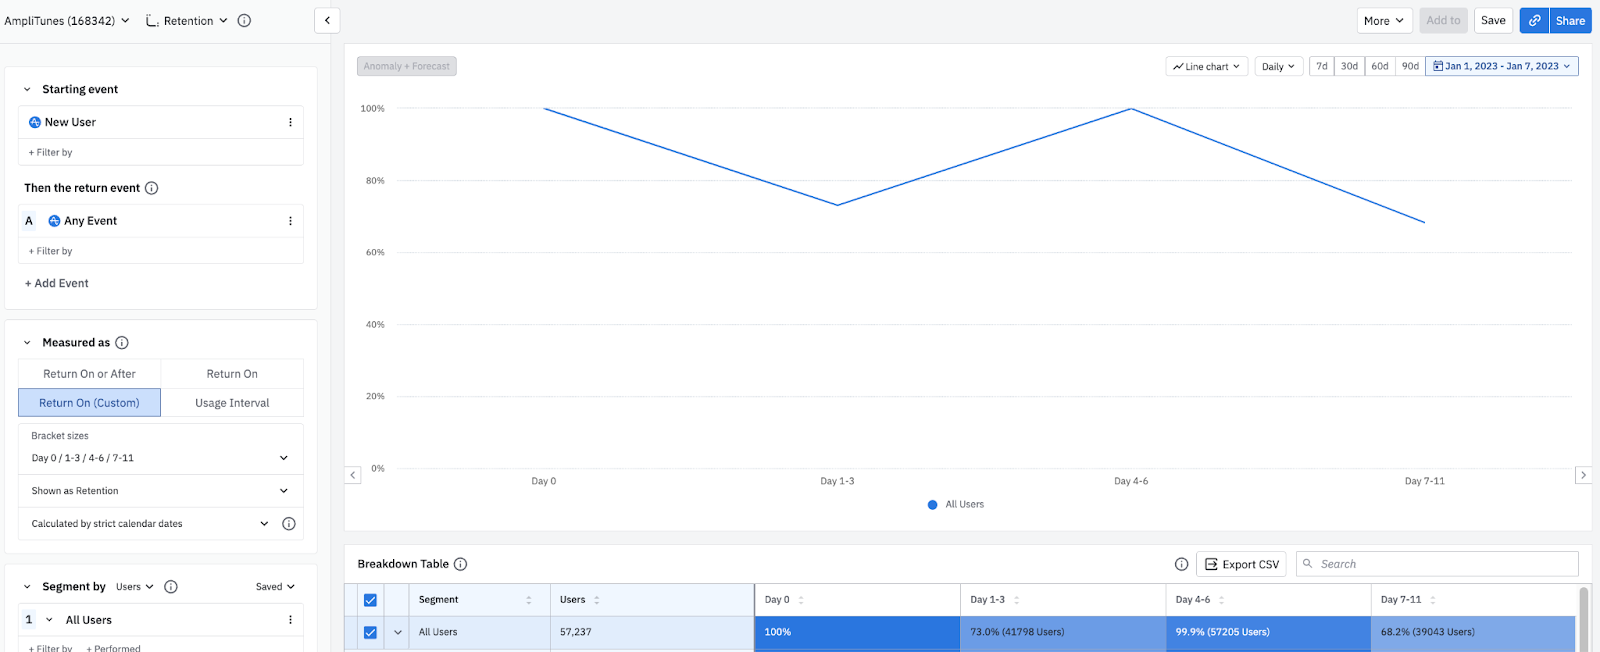 AmpliTunes (168342) Retention
More Add to Save Share
Starting event
New User
+ Filter by
Then the return event
A Any Event
+ Filter by
+ Add Event
Measured as
Return On or After Return On
Return On (Custom) Usage Interval
Bracket sizes
Day 0 / 1-3 / 4-6 / 7-11
Shown as Retention
Calculated by strict calendar dates
Segment by Users Saved
1 All Users
+ Filter by + Performed
Anomaly + Forecast
Line chart Daily 7d 30d 60d 90d Jan 1, 2023 - Jan 7, 2023
100%
80%
60%
40%
20%
0%
Day 0 Day 1-3 Day 4-6 Day 7-11
All Users
Breakdown Table Export CSV Search
Segment Users Day 0 Day 1-3 Day 4-6 Day 7-11
All Users 57,237 100% 73.0% (41798 Users) 99.9% (57205 Users) 68.2% (39043 Users)